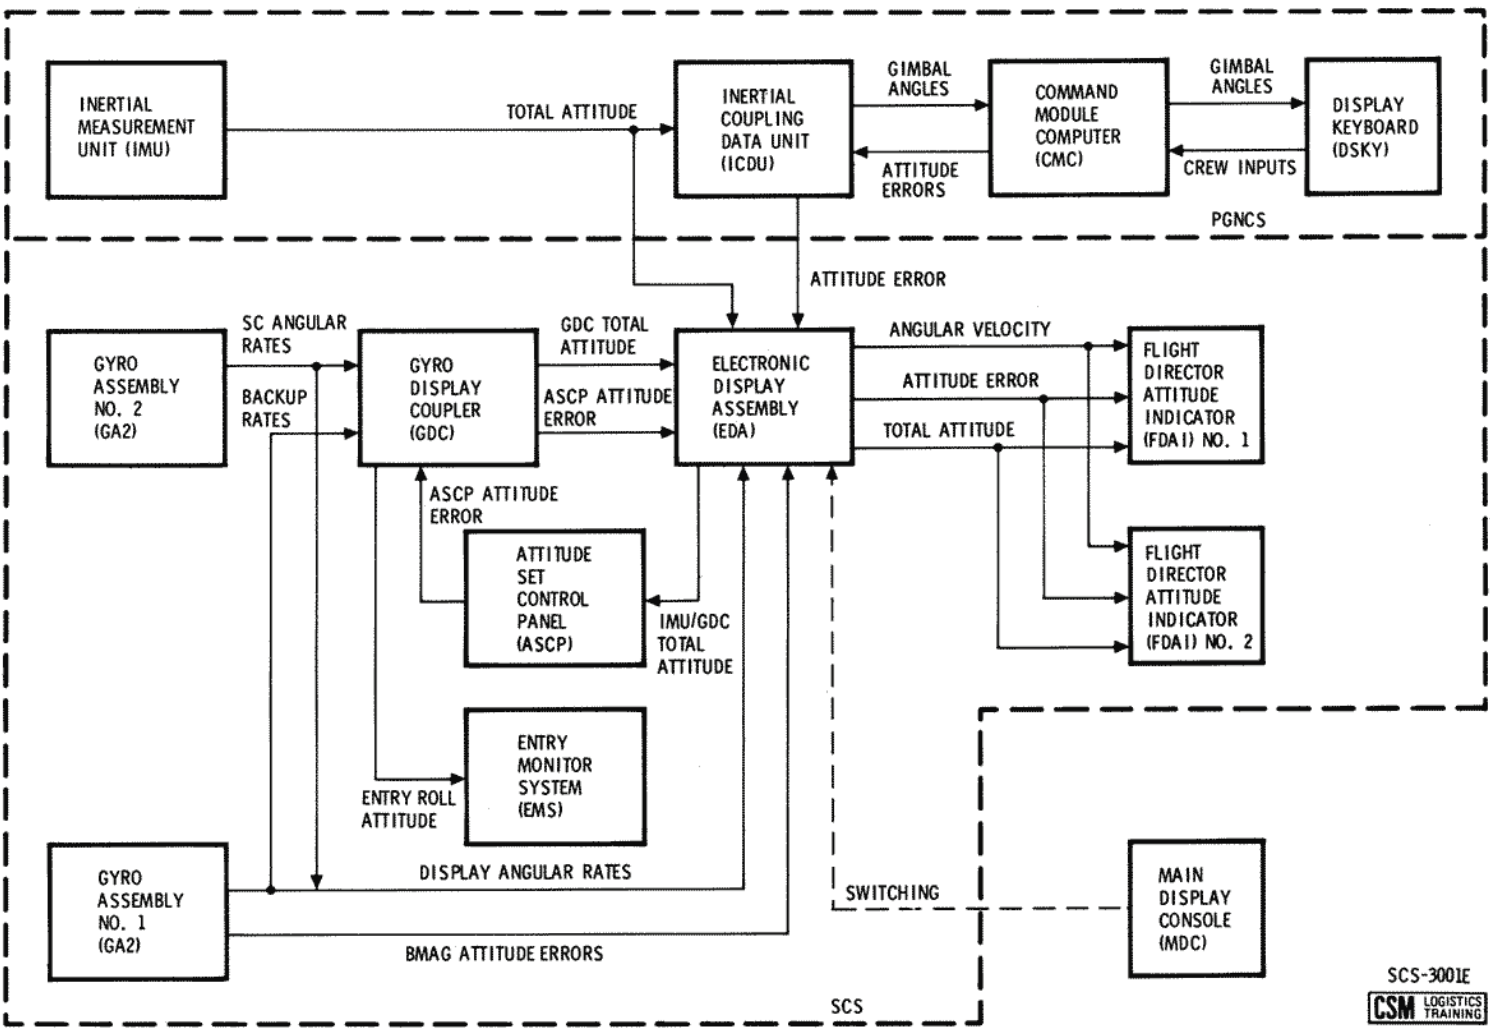 INERTIAL
MEASUREMENT
UNIT (IMU)
TOTAL ATTITUDE
INERTIAL
COUPLING
DATA UNIT
(ICDU)
GIMBAL
ANGLES
ATTITUDE
ERRORS
COMMAND
MODULE
COMPUTER
(CMC)
GIMBAL
ANGLES
CREW INPUTS
DISPLAY
KEYBOARD
(DSKY)
PGNCS
ATTITUDE ERROR
GYRO
ASSEMBLY
NO. 2
(GA2)
SC ANGULAR
RATES
BACKUP
RATES
GYRO
DISPLAY
COUPLER
(GDC)
GDC TOTAL
ATTITUDE
ASCP ATTITUDE
ERROR
ELECTRONIC
DISPLAY
ASSEMBLY
(EDA)
ANGULAR VELOCITY
ATTITUDE ERROR
TOTAL ATTITUDE
FLIGHT
DIRECTOR
ATTITUDE
INDICATOR
(FDAI) NO. 1
ASCP ATTITUDE
ERROR
ATTITUDE
SET
CONTROL
PANEL
(ASCP)
IMU/GDC
TOTAL
ATTITUDE
FLIGHT
DIRECTOR
ATTITUDE
INDICATOR
(FDAI) NO. 2
ENTRY
MONITOR
SYSTEM
(EMS)
ENTRY ROLL
ATTITUDE
GYRO
ASSEMBLY
NO. 1
(GA2)
DISPLAY ANGULAR RATES
BMAG ATTITUDE ERRORS
SWITCHING
MAIN
DISPLAY
CONSOLE
(MDC)
SCS
SCS-3001E
CSM LOGISTICS
TRAINING